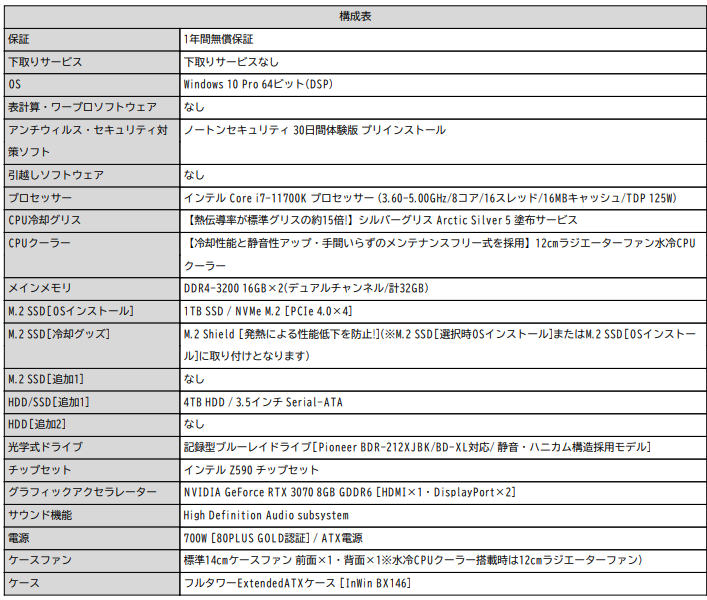 構成表
保証 1年間無償保証
下取りサービス 下取りサービスなし
OS Windows 10 Pro 64ビット(DSP)
表計算・ワープロソフトウェア なし
アンチウィルス・セキュリティ対 ノートンセキュリティ 30日間体験版 プリインストール
策ソフト
引越しソフトウェア なし
プロセッサー インテル Core i7-11700K プロセッサー (3.60-5.00GHz/8コア/16スレッド/16MBキャッシュ/TDP 125W)
CPU冷却グリス 【熱伝導率が標準グリスの約15倍!】シルバーグリス Arctic Silver 5 塗布サービス
CPUクーラー 【冷却性能と静音性アップ・手間いらずのメンテナンスフリー式を採用】12cmラジエーターファン水冷CPU
クーラー
メインメモリ DDR4-3200 16GB×2(デュアルチャンネル/計32GB)
M.2 SSD[OSインストール] 1TB SSD / NVMe M.2 [PCIe 4.0×4]
M.2 SSD[冷却グッズ] M.2 Shield [発熱による性能低下を防止!](※M.2 SSD[選択時OSインストール]またはM.2 SSD[OSインストー
ル]に取り付けとなります)
M.2 SSD[追加1] なし
HDD/SSD[追加1] 4TB HDD / 3.5インチ Serial-ATA
HDD[追加2] なし
光学式ドライブ 記録型ブルーレイドライブ[Pioneer BDR-212XJBK/BD-XL対応/ 静音・ハニカム構造採用モデル]
チップセット インテル Z590 チップセット
グラフィックアクセラレーター NVIDIA GeForce RTX 3070 8GB GDDR6 [HDMI×1・DisplayPort×2]
サウンド機能 High Definition Audio subsystem
電源 700W [80PLUS GOLD認証] / ATX電源
ケースファン 標準14cmケースファン 前面×1・背面×1※水冷CPUクーラー搭載時は12cmラジエーターファン)
ケース フルタワーExtendedATXケース [InWin BX146]